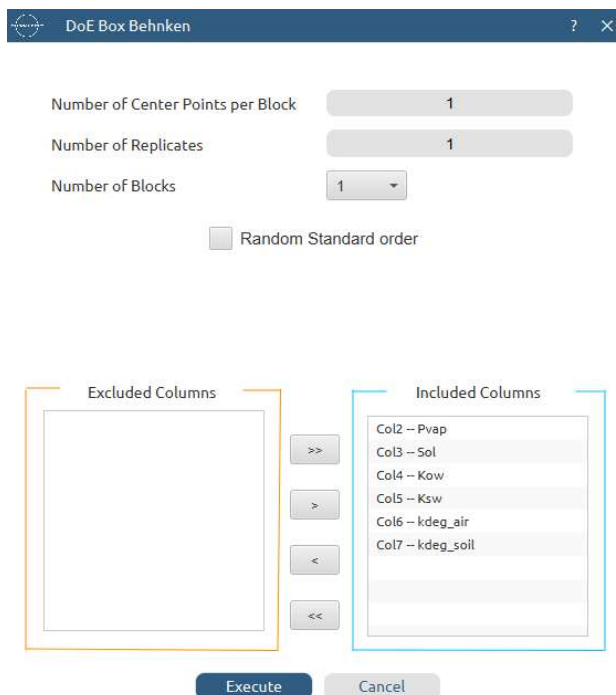 DoE Box Behnken ? ×
Number of Center Points per Block 1
Number of Replicates 1
Number of Blocks 1
Random Standard order
Excluded Columns
Included Columns
Col2 -- Pvap
Col3 -- Sol
Col4 -- Kow
Col5 -- Ksw
Col6 -- kdeg_air
Col7 -- kdeg_soil
>>
>
<
<<
Execute Cancel